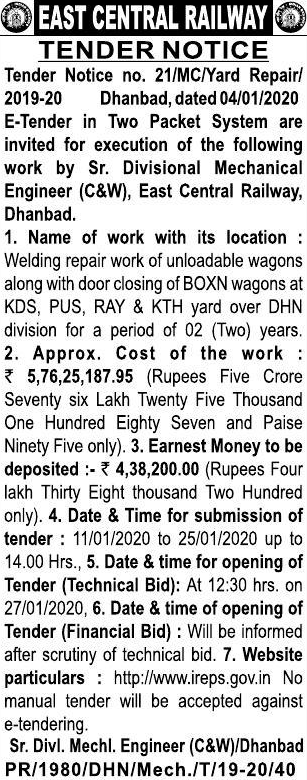 EAST CENTRAL RAILWAY
TENDER NOTICE
Tender Notice no. 21/MC/Yard Repair/
2019-20 Dhanbad, dated 04/01/2020
E-Tender in Two Packet System are
invited for execution of the following
work by Sr. Divisional Mechanical
Engineer (C&W), East Central Railway,
Dhanbad.
1. Name of work with its location :
Welding repair work of unloadable wagons
along with door closing of BOXN wagons at
KDS, PUS, RAY & KTH yard over DHN
division for a period of 02 (Two) years.
2. Approx. Cost of the work :
₹ 5,76,25,187.95 (Rupees Five Crore
Seventy six Lakh Twenty Five Thousand
One Hundred Eighty Seven and Paise
Ninety Five only). 3. Earnest Money to be
deposited :- ₹ 4,38,200.00 (Rupees Four
lakh Thirty Eight thousand Two Hundred
only). 4. Date & Time for submission of
tender : 11/01/2020 to 25/01/2020 up to
14.00 Hrs., 5. Date & time for opening of
Tender (Technical Bid): At 12:30 hrs. on
27/01/2020, 6. Date & time of opening of
Tender (Financial Bid) : Will be informed
after scrutiny of technical bid. 7. Website
particulars : http://www.ireps.gov.in No
manual tender will be accepted against
e-tendering.
Sr. Divl. Mechl. Engineer (C&W)/Dhanbad
PR/1980/DHN/Mech./T/19-20/40